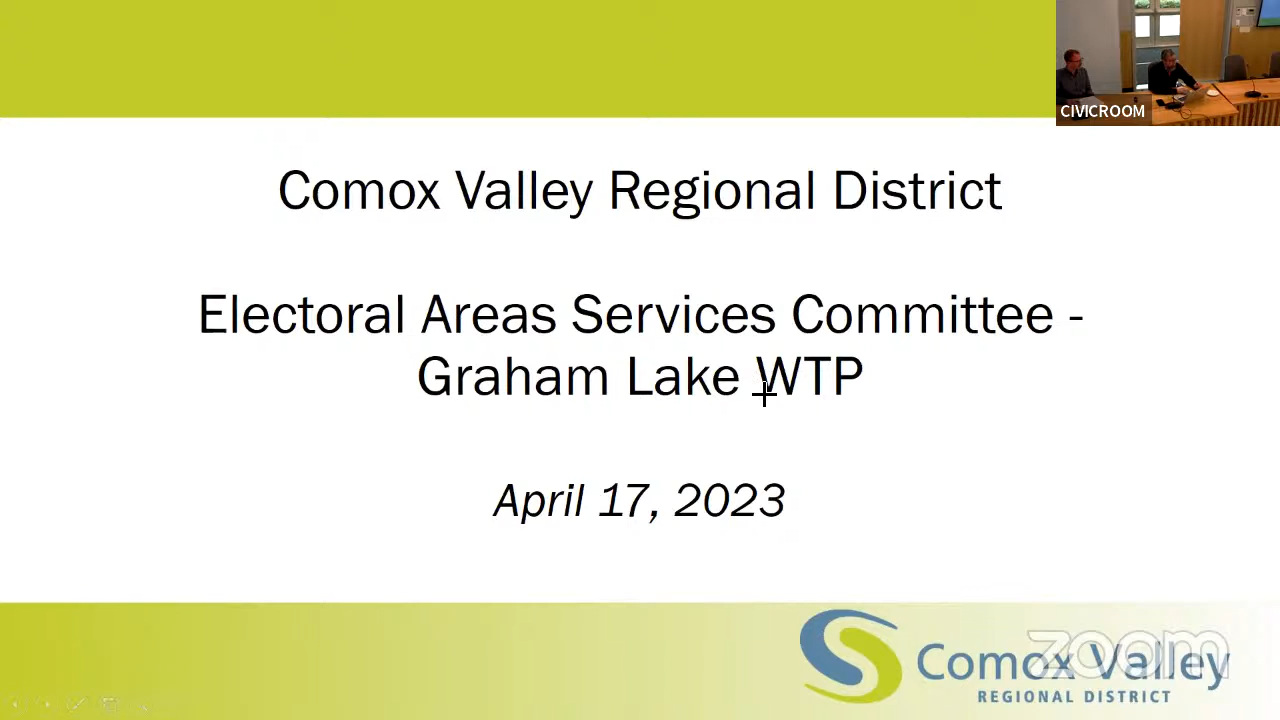 CIVICROOM
Comox Valley Regional District
Electoral Areas Services Committee -
Graham Lake WTP
April 17, 2023
zoom
Comox Valley
REGIONAL DISTRICT